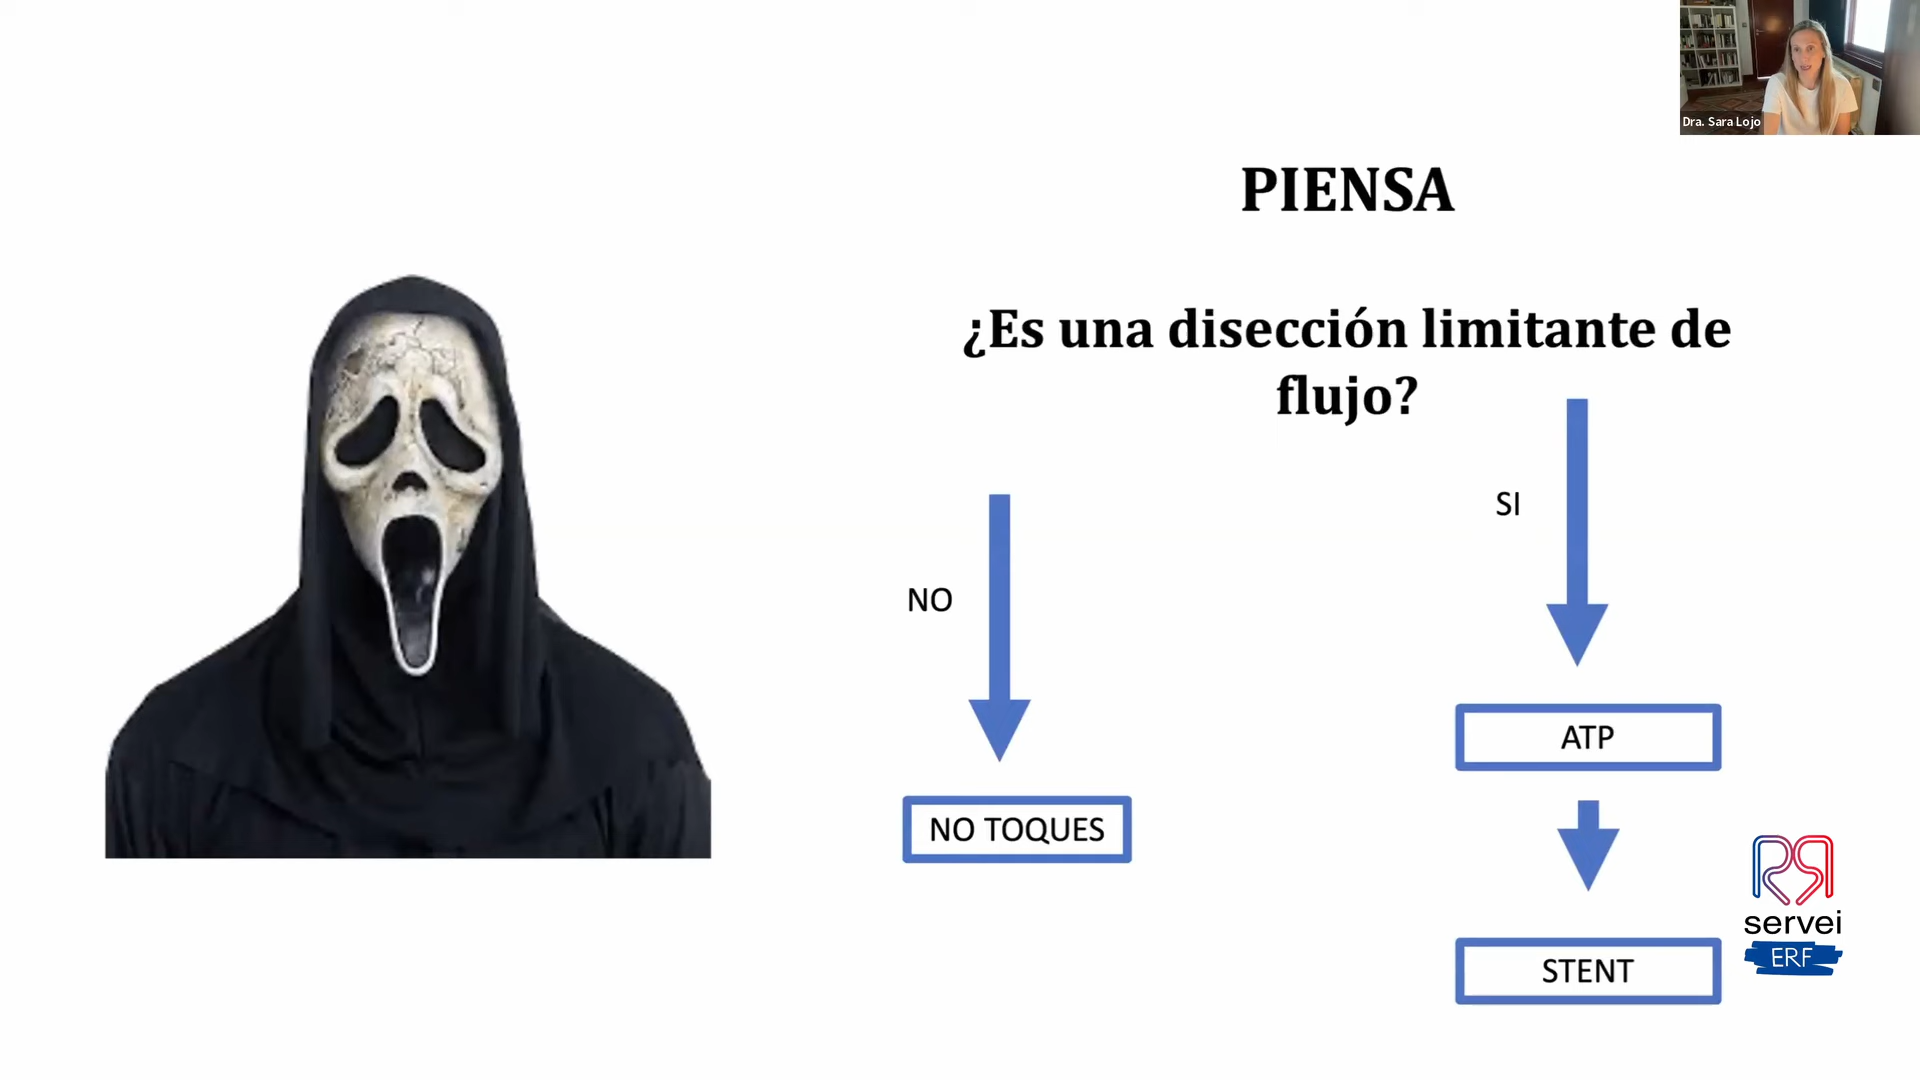 Dra. Sara Lojo
PIENSA
¿Es una disección limitante de
flujo?
SI
NO
ATP
NO TOQUES
servei
ERF
STENT